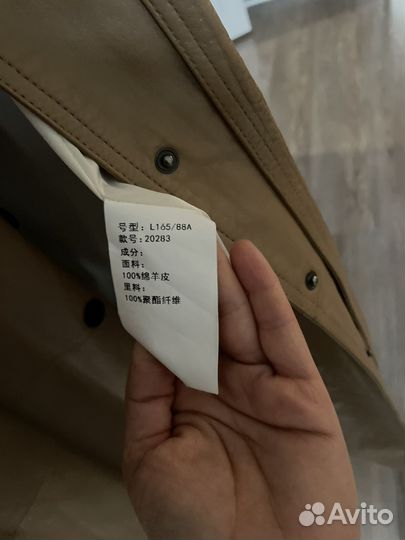 号型: L165/88A
款号: 20283
成分:
面料:
100%绵羊皮
里料:
100%聚酯纤维
Avito